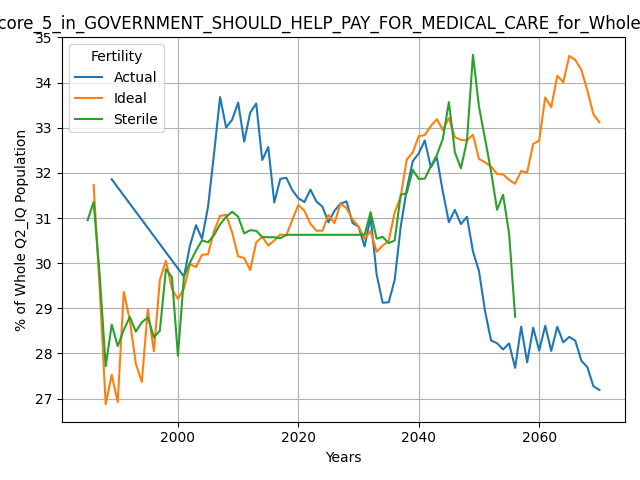 core_5_in_GOVERNMENT_SHOULD_HELP_PAY_FOR_MEDICAL_CARE_for_Whole
Fertility
Actual
Ideal
Sterile
% of Whole Q2_IQ Population
35
34
33
32
31
30
29
28
27
2000
2020
2040
2060
Years